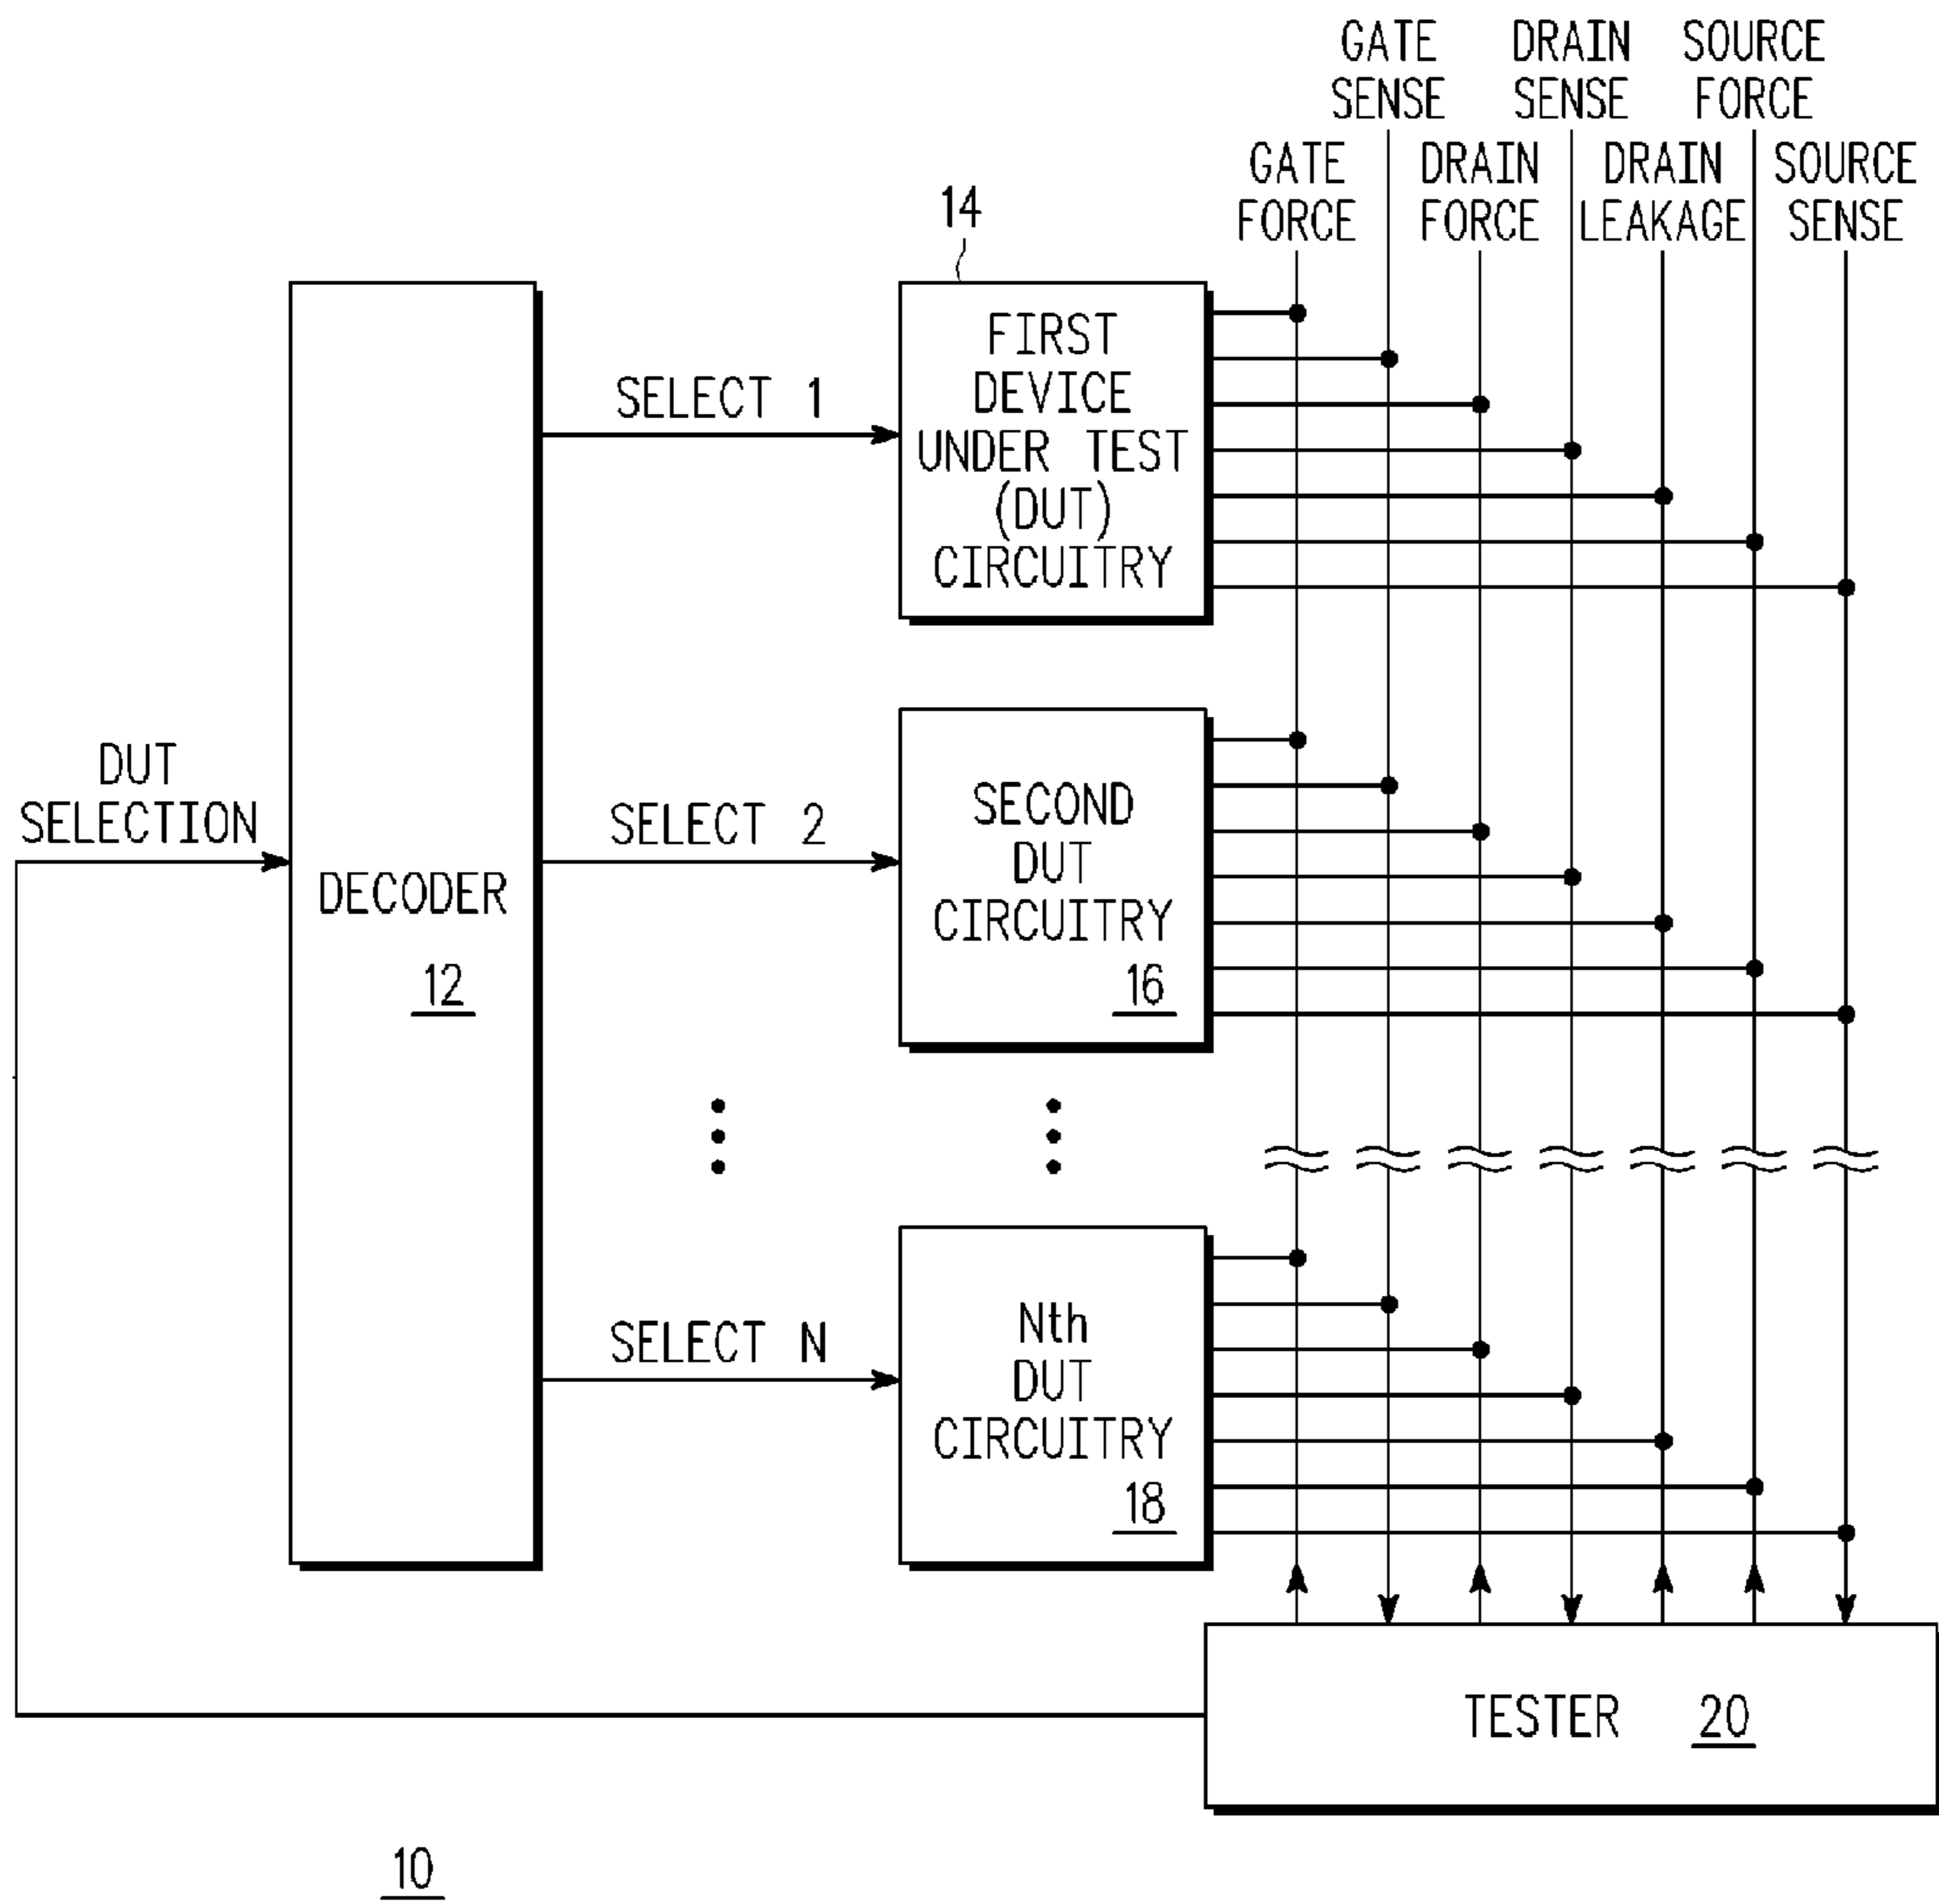 GATE
SENSE
DRAIN
SENSE
SOURCE
FORCE
GATE
FORCE
DRAIN
FORCE
DRAIN
LEAKAGE
SOURCE
SENSE
14
FIRST
DEVICE
UNDER TEST
(DUT)
CIRCUITRY
SELECT 1
DUT
SELECTION
DECODER
12
SELECT 2
SECOND
DUT
CIRCUITRY
16
SELECT N
Nth
DUT
CIRCUITRY
18
TESTER 20
10